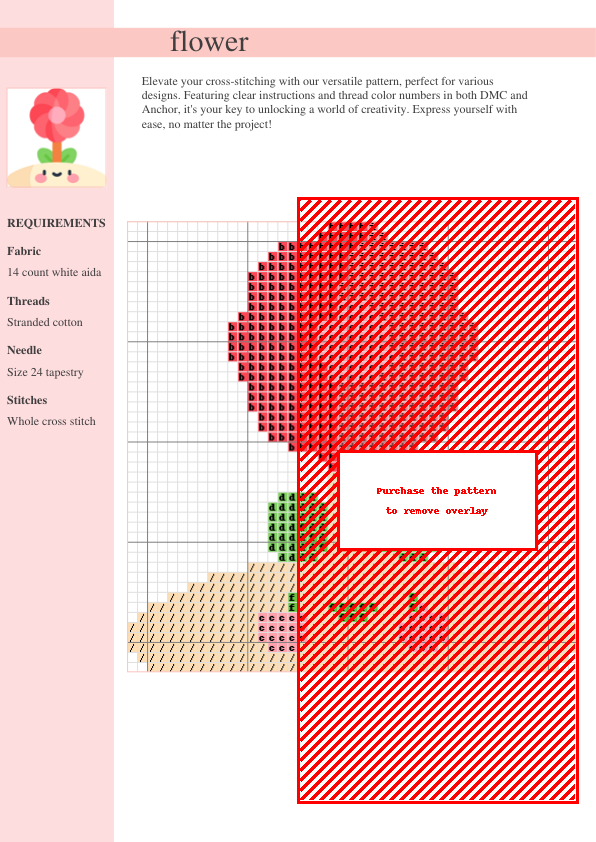 flower
Elevate your cross-stitching with our versatile pattern, perfect for various
designs. Featuring clear instructions and thread color numbers in both DMC and
Anchor, it's your key to unlocking a world of creativity. Express yourself with
ease, no matter the project!
REQUIREMENTS
Fabric
14 count white aida
Threads
Stranded cotton
Needle
Size 24 tapestry
Stitches
Whole cross stitch
Purchase the pattern
to remove overlay